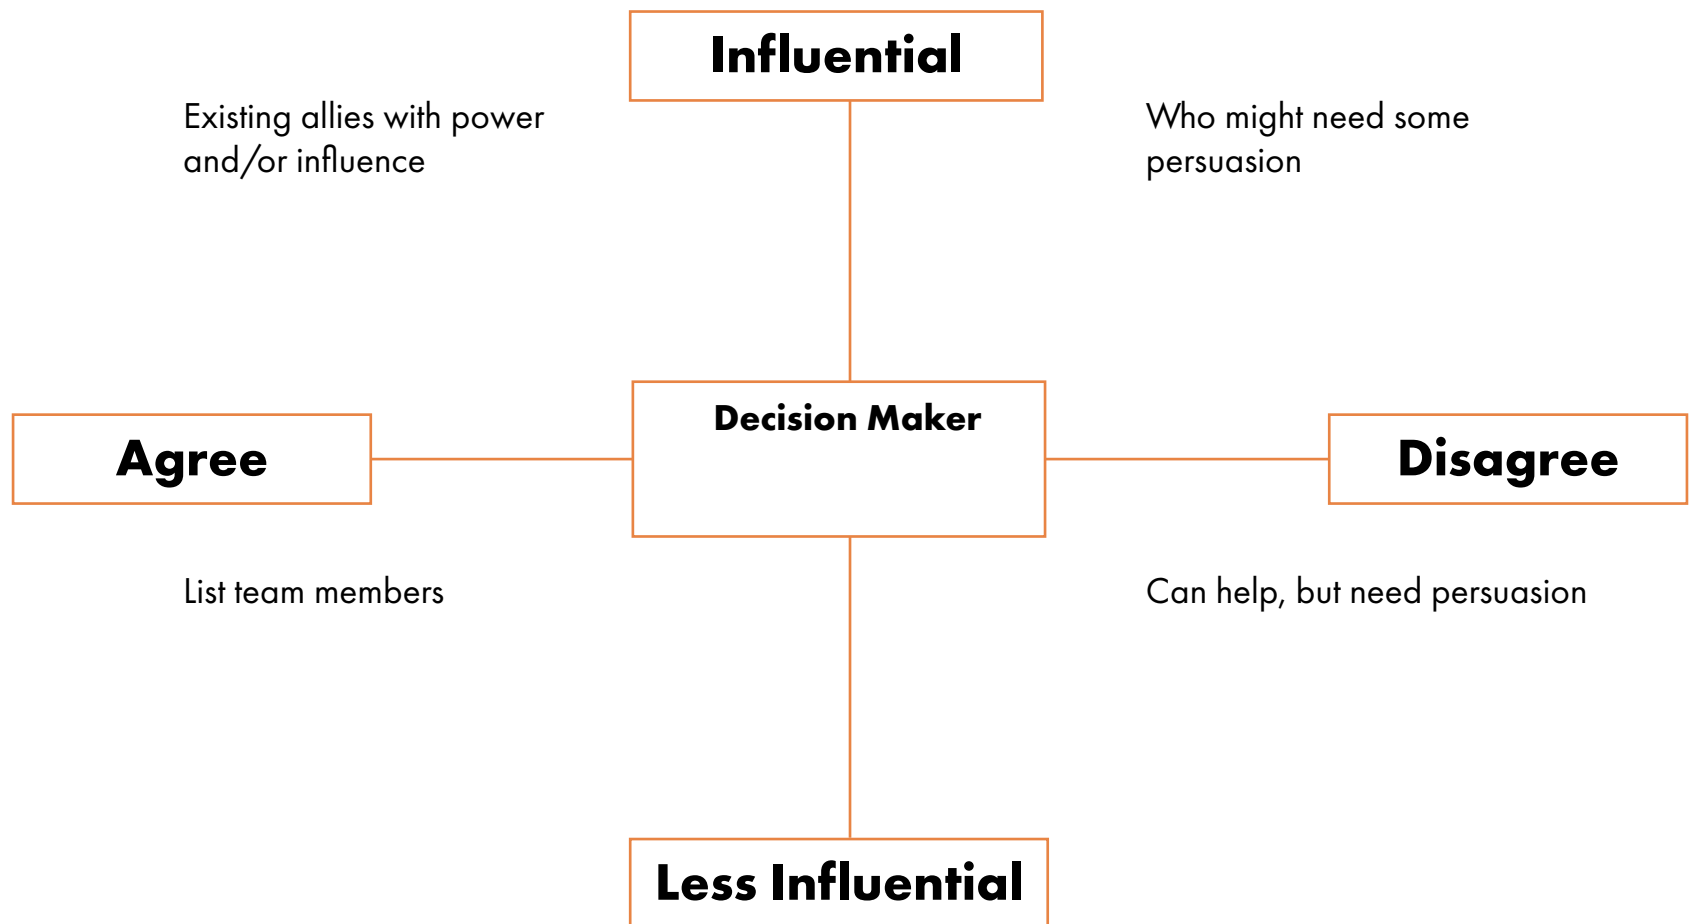 Influential
Existing allies with power
and/or influence
Who might need some
persuasion
Decision Maker
Agree
Disagree
List team members
Can help, but need persuasion
Less Influential